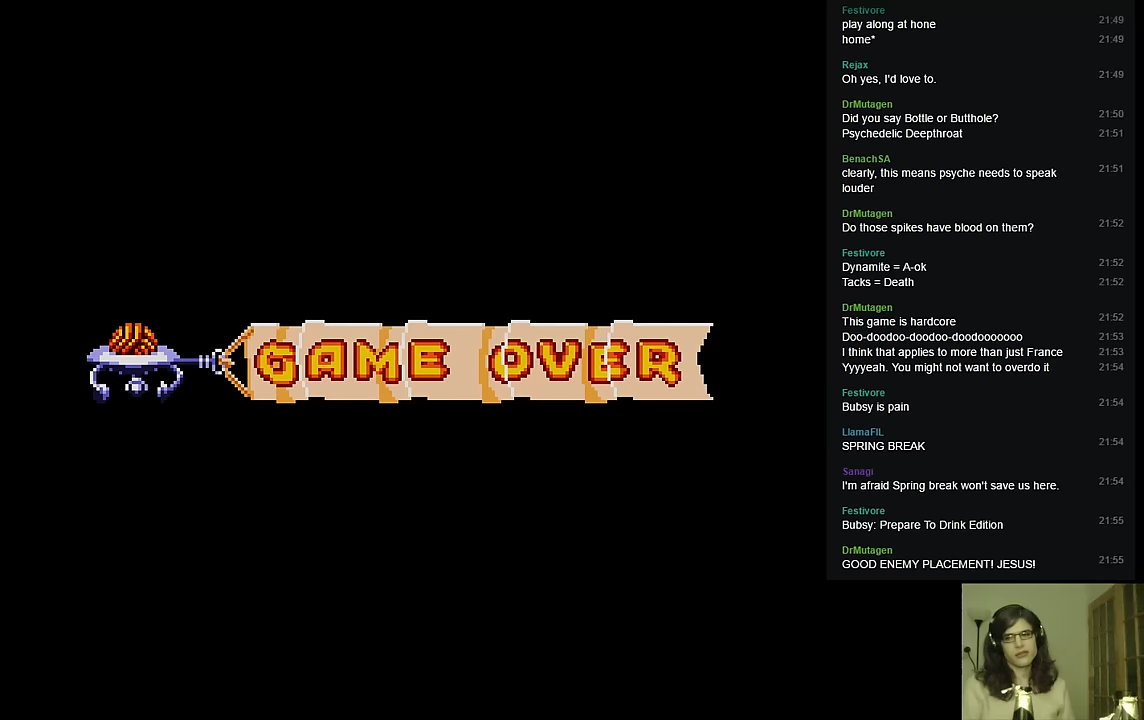 GAME OVER
Festivore
play along at hone 21:49
home* 21:49
Rejax
Oh yes, I'd love to. 21:49
DrMutagen
Did you say Bottle or Butthole? 21:50
Psychedelic Deepthroat 21:51
BenachSA
clearly, this means psyche needs to speak 21:51
louder
DrMutagen
Do those spikes have blood on them? 21:52
Festivore
Dynamite = A-ok 21:52
Tacks = Death 21:52
DrMutagen
This game is hardcore 21:52
Doo-doodoo-doodoo-doodoooooo 21:53
I think that applies to more than just France 21:53
Yyyyeah. You might not want to overdo it 21:54
Festivore
Bubsy is pain 21:54
LlamaFIL
SPRING BREAK 21:54
Sanagi
I'm afraid Spring break won't save us here. 21:54
Festivore
Bubsy: Prepare To Drink Edition 21:55
DrMutagen
GOOD ENEMY PLACEMENT! JESUS! 21:55